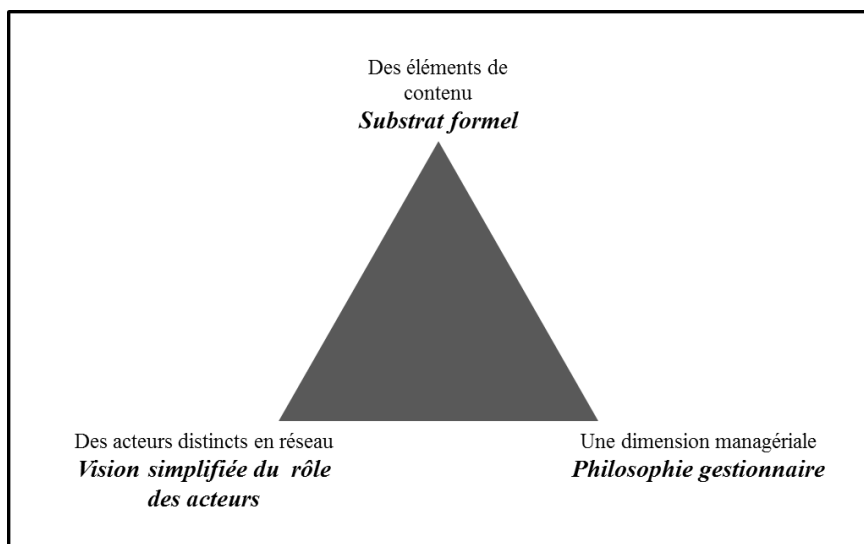 Des éléments de
contenu
Substrat formel
Des acteurs distincts en réseau
Vision simplifiée du rôle
des acteurs
Une dimension managériale
Philosophie gestionnaire